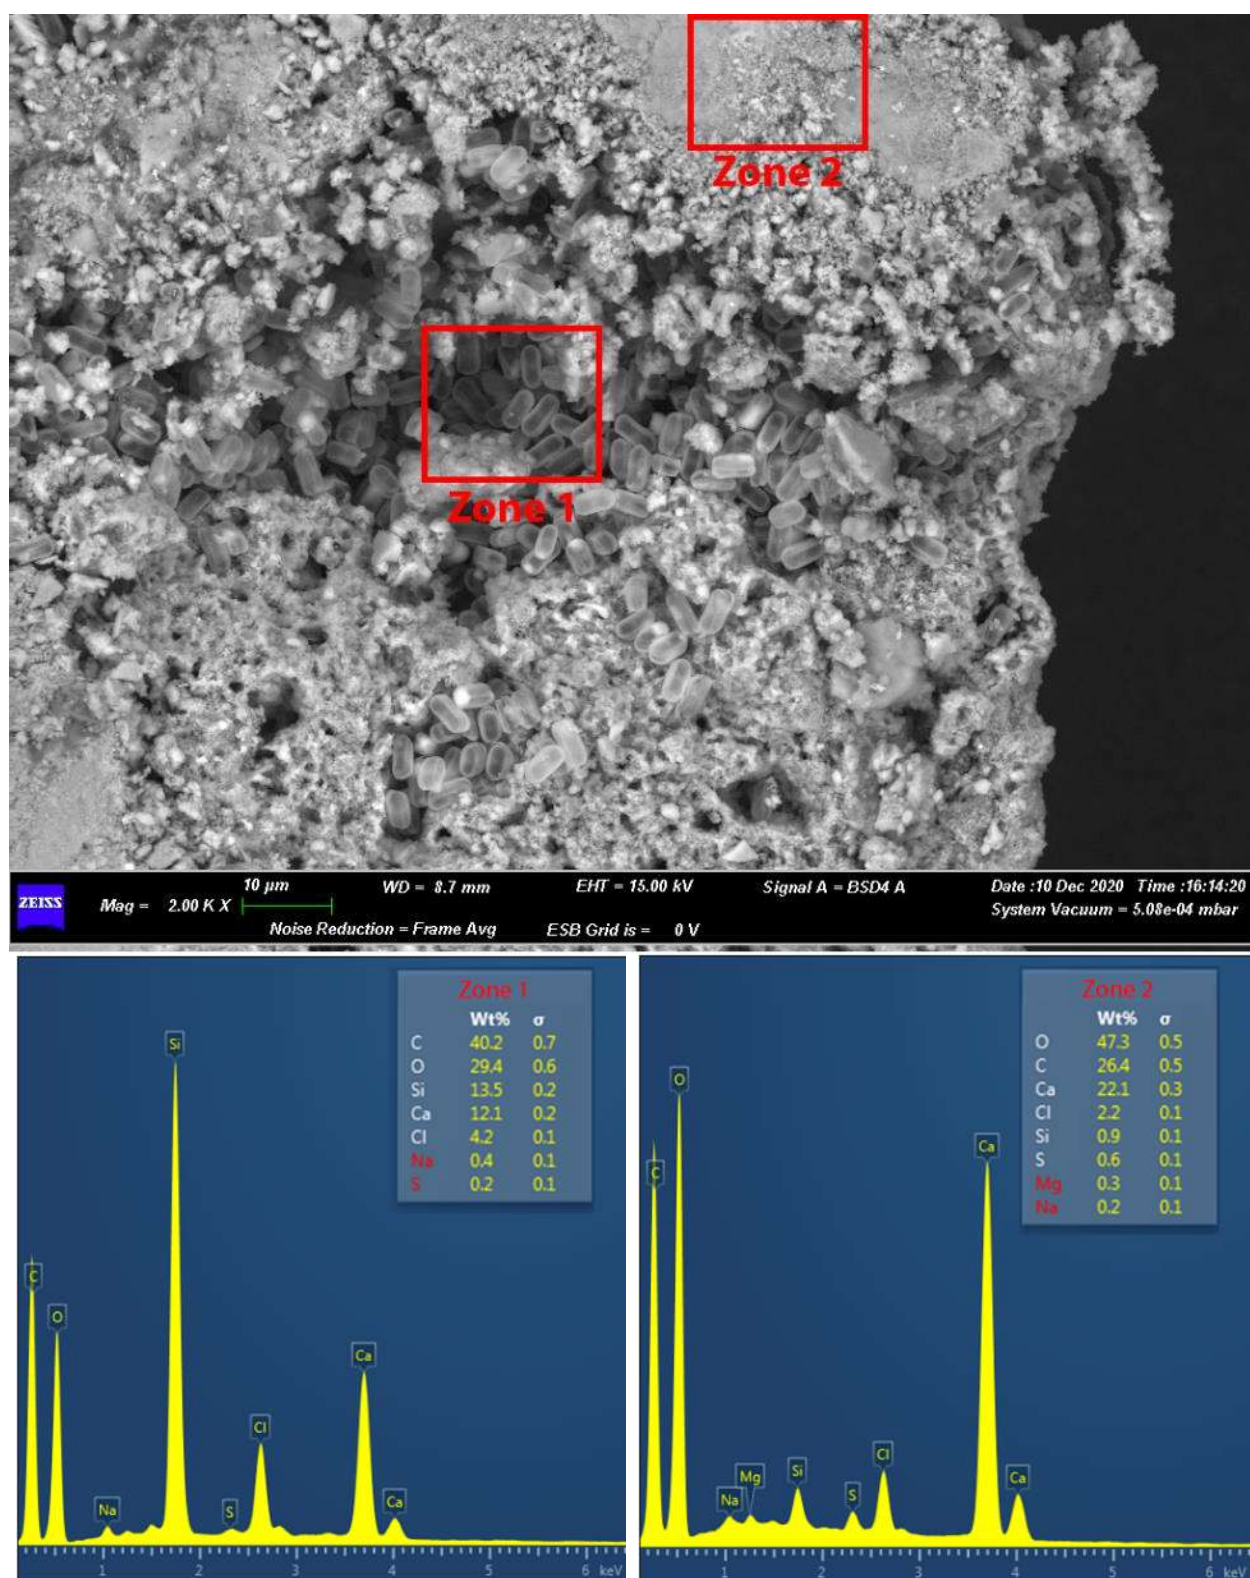 Zone 2
Zone 1
ZEISS
10 µm
Mag = 2.00 K X
WD = 8.7 mm
EHT = 15.00 kV
Signal A = BSD4 A
Date :10 Dec 2020 Time :16:14:20
System Vacuum = 5.08e-04 mbar
Noise Reduction = Frame Avg
ESB Grid is = 0 V
Zone 1
Wt% σ
C 40.2 0.7
O 29.4 0.6
Si 13.5 0.2
Ca 12.1 0.2
Cl 4.2 0.1
Na 0.4 0.1
S 0.2 0.1
C
O
Na
Si
S
Cl
Ca
Ca
1 2 3 4 5 6 keV
Zone 2
Wt% σ
O 47.3 0.5
C 26.4 0.5
Ca 22.1 0.3
Cl 2.2 0.1
Si 0.9 0.1
S 0.6 0.1
Mg 0.3 0.1
Na 0.2 0.1
C
O
Na
Mg
Si
S
Cl
Ca
Ca
1 2 3 4 5 6 keV